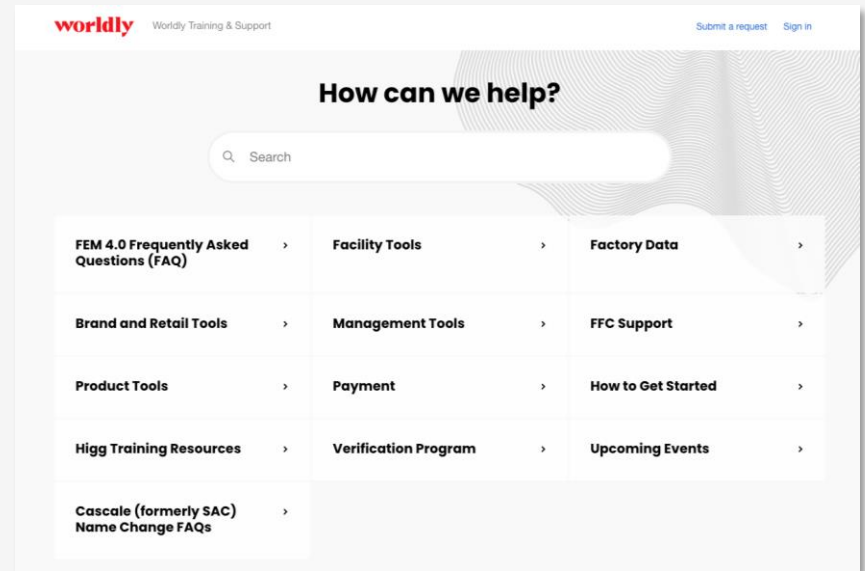 worldly Worldly Training & Support Submit a request Sign in
How can we help?
Search
FEM 4.0 Frequently Asked
Questions (FAQ)
Facility Tools
Factory Data
Brand and Retail Tools
Management Tools
FFC Support
Product Tools
Payment
How to Get Started
Higg Training Resources
Verification Program
Upcoming Events
Cascale (formerly SAC)
Name Change FAQs